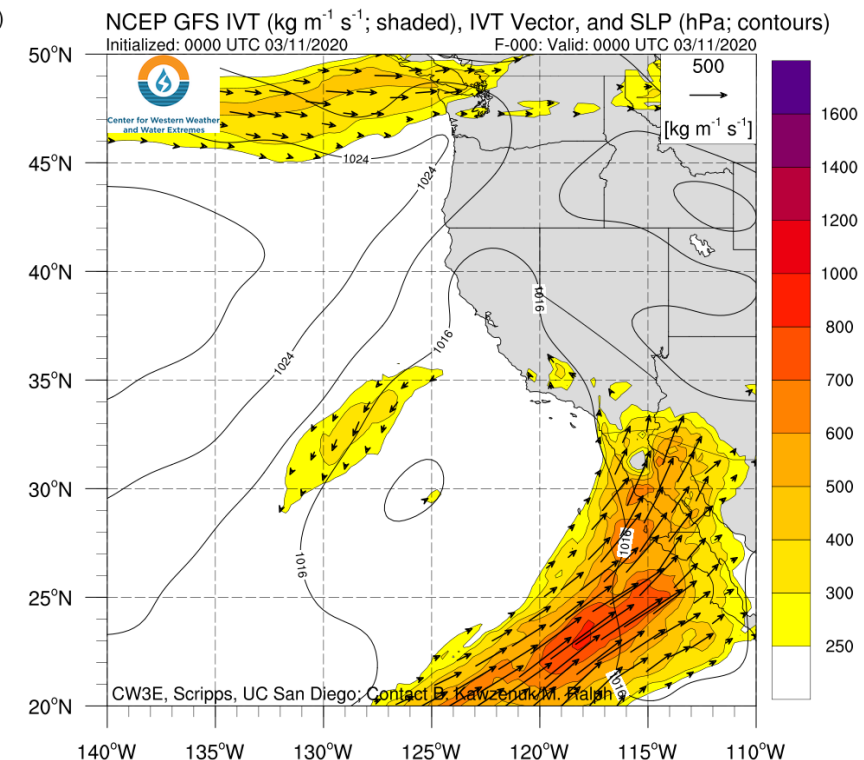 )
NCEP GFS IVT (kg m⁻¹ s⁻¹; shaded), IVT Vector, and SLP (hPa; contours)
Initialized: 0000 UTC 03/11/2020 F-000: Valid: 0000 UTC 03/11/2020
50°N
Center for Western Weather
and Water Extremes
500
[kg m⁻¹ s⁻¹]
1600
1400
1200
1000
800
700
600
500
400
300
250
45°N
1024
1024
40°N
1016
1016
1024
35°N
30°N
1016
1016
25°N
1016
CW3E, Scripps, UC San Diego; Contact B. Kawzenuk/M. Ralph
20°N
140°W 135°W 130°W 125°W 120°W 115°W 110°W